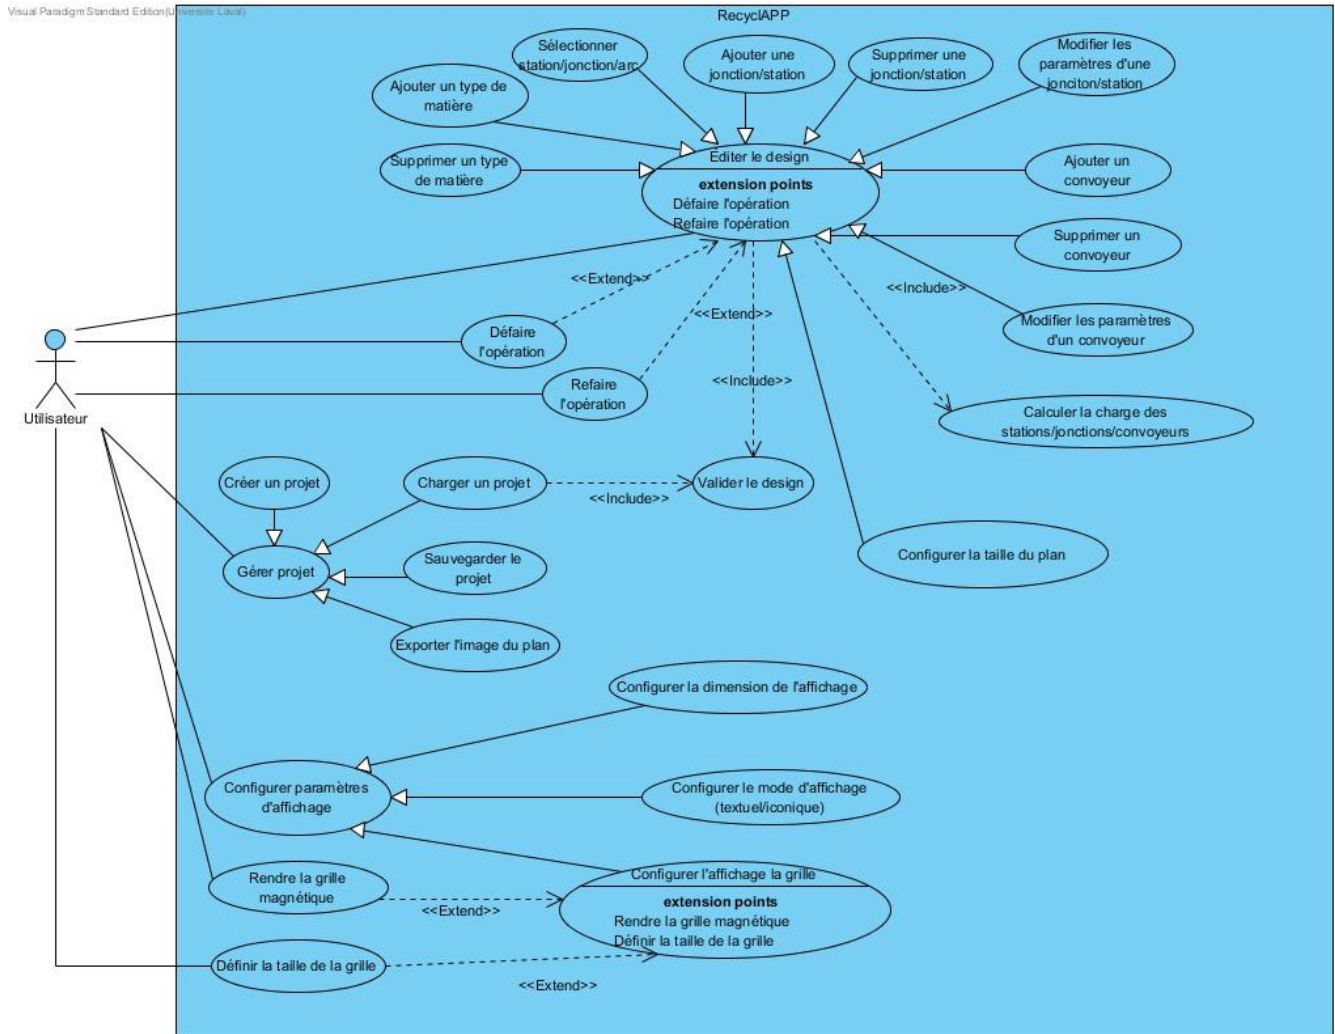 Visual Paradigm Standard Edition(Université Laval)
RecyclAPP
Sélectionner
station/jonction/arc
Ajouter une
jonction/station
Supprimer une
jonction/station
Modifier les
paramètres d'une
jonciton/station
Ajouter un type de
matière
Supprimer un type
de matière
Éditer le design
extension points
Défaire l'opération
Refaire l'opération
Ajouter un
convoyeur
Supprimer un
convoyeur
<<Extend>>
<<Include>>
<<Extend>>
Modifier les paramètres
d'un convoyeur
Défaire
l'opération
<<Include>>
Refaire
l'opération
Utilisateur
Calculer la charge des
stations/jonctions/convoyeurs
Créer un projet
Charger un projet
<<Include>>
Valider le design
Configurer la taille du plan
Gérer projet
Sauvegarder le
projet
Exporter l'image du plan
Configurer la dimension de l'affichage
Configurer paramètres
d'affichage
Configurer le mode d'affichage
(textuel/iconique)
Rendre la grille
magnétique
<<Extend>>
Configurer l'affichage la grille
extension points
Rendre la grille magnétique
Définir la taille de la grille
Définir la taille de la grille
<<Extend>>